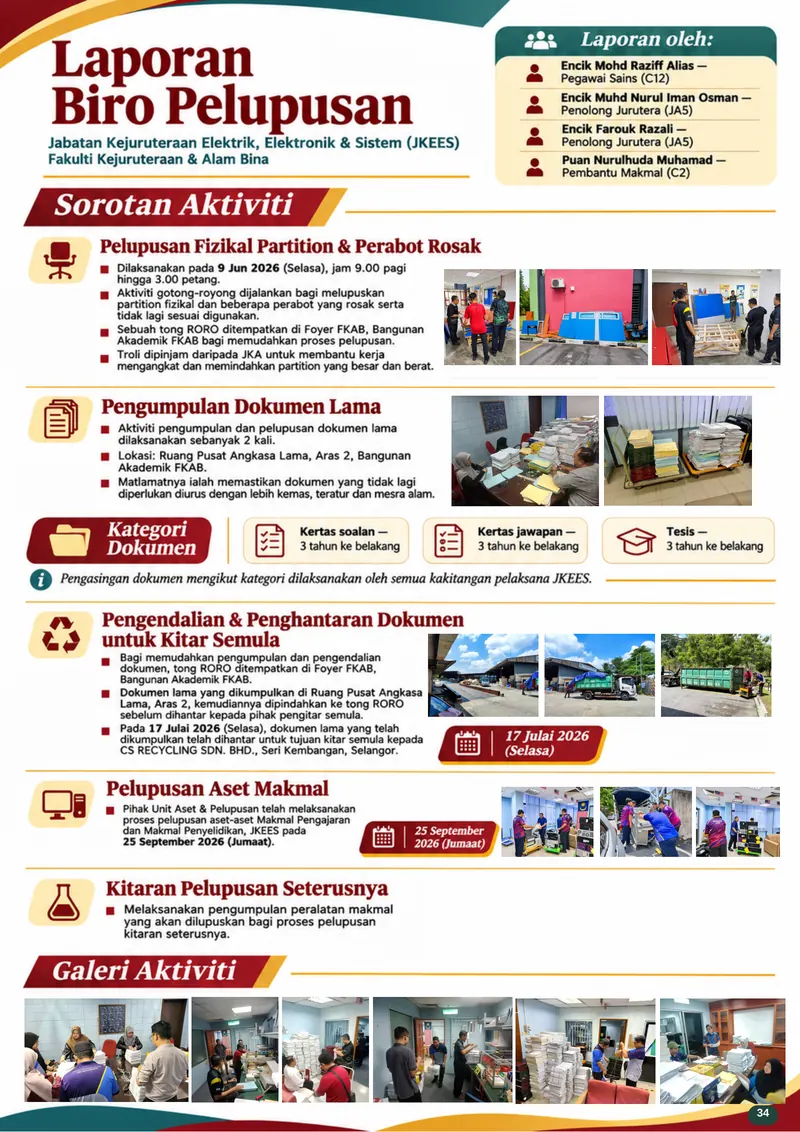 Laporan
Biro Pelupusan
Jabatan Kejuruteraan Elektrik, Elektronik & Sistem (JKEES)
Fakulti Kejuruteraan & Alam Bina
Laporan oleh:
Encik Mohd Raziff Alias —
Pegawai Sains (C12)
Encik Muhd Nurul Iman Osman —
Penolong Jurutera (JA5)
Encik Farouk Razali —
Penolong Jurutera (JA5)
Puan Nurulhuda Muhamad —
Pembantu Makmal (C2)
Sorotan Aktiviti
Pelupusan Fizikal Partition & Perabot Rosak
Dilaksanakan pada 9 Jun 2026 (Selasa), jam 9.00 pagi
hingga 3.00 petang.
Aktiviti gotong-royong dijalankan bagi melupuskan
partition fizikal dan beberapa perabot yang rosak serta
tidak lagi sesuai digunakan.
Sebuah tong RORO ditempatkan di Foyer FKAB, Bangunan
Akademik FKAB bagi memudahkan proses pelupusan.
Troli dipinjam daripada JKA untuk membantu kerja
mengangkat dan memindahkan partition yang besar dan berat.
Pengumpulan Dokumen Lama
Aktiviti pengumpulan dan pelupusan dokumen lama
dilaksanakan sebanyak 2 kali.
Lokasi: Ruang Pusat Angkasa Lama, Aras 2, Bangunan
Akademik FKAB.
Matlamatnya ialah memastikan dokumen yang tidak lagi
diperlukan diurus dengan lebih kemas, teratur dan mesra alam.
Kategori
Dokumen
Kertas soalan —
3 tahun ke belakang
Kertas jawapan —
3 tahun ke belakang
Tesis —
3 tahun ke belakang
i Pengasingan dokumen mengikut kategori dilaksanakan oleh semua kakitangan pelaksana JKEES.
Pengendalian & Penghantaran Dokumen
untuk Kitar Semula
Bagi memudahkan pengumpulan dan pengendalian
dokumen, tong RORO ditempatkan di Foyer FKAB,
Bangunan Akademik FKAB.
Dokumen lama yang dikumpulkan di Ruang Pusat Angkasa
Lama, Aras 2, kemudiannya dipindahkan ke tong RORO
sebelum dihantar kepada pihak pengitar semula.
Pada 17 Julai 2026 (Selasa), dokumen lama yang telah
dikumpulkan telah dihantar untuk tujuan kitar semula kepada
CS RECYCLING SDN. BHD., Seri Kembangan, Selangor.
17 Julai 2026
(Selasa)
Pelupusan Aset Makmal
Pihak Unit Aset & Pelupusan telah melaksanakan
proses pelupusan aset-aset Makmal Pengajaran
dan Makmal Penyelidikan, JKEES pada
25 September 2026 (Jumaat).
25 September
2026 (Jumaat)
Kitaran Pelupusan Seterusnya
Melaksanakan pengumpulan peralatan makmal
yang akan dilupuskan bagi proses pelupusan
kitaran seterusnya.
Galeri Aktiviti
34